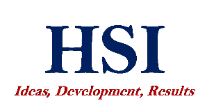 HSI
Ideas, Development, Results